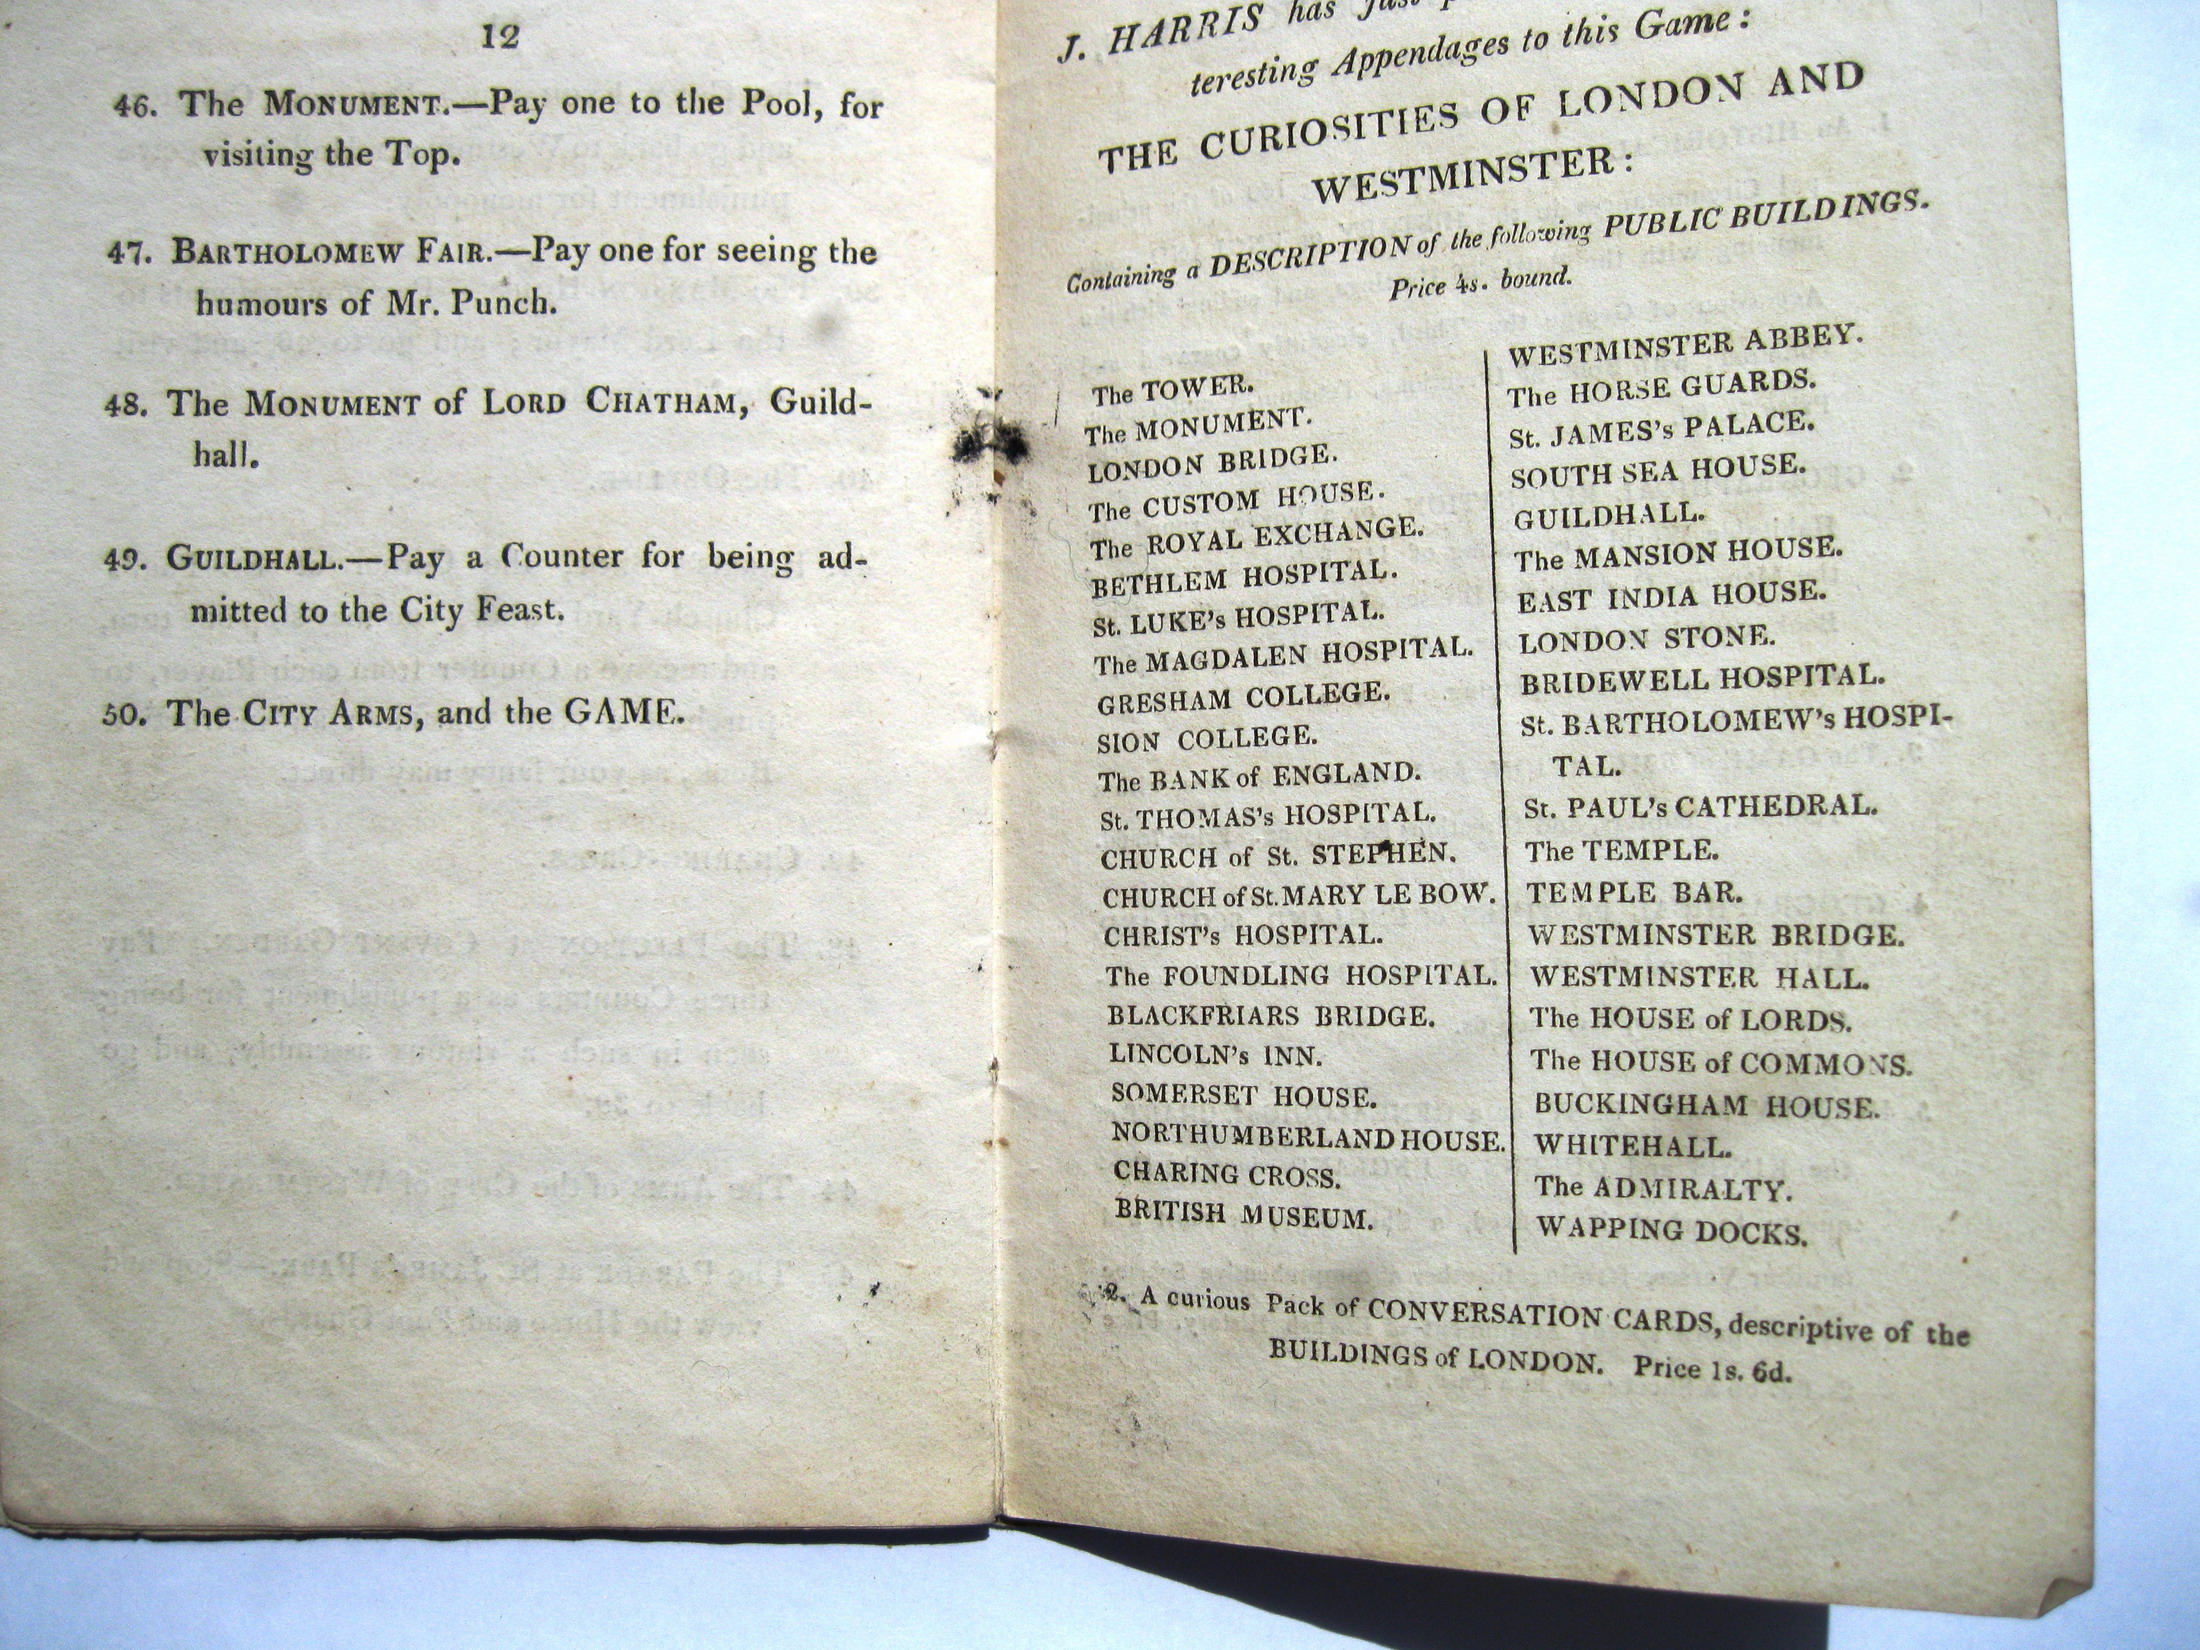 12
46. The MONUMENT.—Pay one to the Pool, for
visiting the Top.
47. BARTHOLOMEW FAIR.—Pay one for seeing the
humours of Mr. Punch.
48. The MONUMENT of LORD CHATHAM, Guild-
hall.
49. GUILDHALL.—Pay a Counter for being ad-
mitted to the City Feast.
50. The CITY ARMS, and the GAME.
J. HARRIS has just
teresting Appendages to this Game:
THE CURIOSITIES OF LONDON AND
WESTMINSTER:
Containing a DESCRIPTION of the following PUBLIC BUILDINGS.
Price 4s. bound.
The TOWER.
The MONUMENT.
LONDON BRIDGE.
The CUSTOM HOUSE.
The ROYAL EXCHANGE.
BETHLEM HOSPITAL.
St. LUKE's HOSPITAL.
The MAGDALEN HOSPITAL.
GRESHAM COLLEGE.
SION COLLEGE.
The BANK of ENGLAND.
St. THOMAS's HOSPITAL.
CHURCH of St. STEPHEN.
CHURCH of St. MARY LE BOW.
CHRIST's HOSPITAL.
The FOUNDLING HOSPITAL.
BLACKFRIARS BRIDGE.
LINCOLN's INN.
SOMERSET HOUSE.
NORTHUMBERLAND HOUSE.
CHARING CROSS.
BRITISH MUSEUM.
WESTMINSTER ABBEY.
The HORSE GUARDS.
St. JAMES's PALACE.
SOUTH SEA HOUSE.
GUILDHALL.
The MANSION HOUSE.
EAST INDIA HOUSE.
LONDON STONE.
BRIDEWELL HOSPITAL.
St. BARTHOLOMEW's HOSPI-
TAL.
St. PAUL's CATHEDRAL.
The TEMPLE.
TEMPLE BAR.
WESTMINSTER BRIDGE.
WESTMINSTER HALL.
The HOUSE of LORDS.
The HOUSE of COMMONS.
BUCKINGHAM HOUSE.
WHITEHALL.
The ADMIRALTY.
WAPPING DOCKS.
2. A curious Pack of CONVERSATION CARDS, descriptive of the
BUILDINGS of LONDON. Price 1s. 6d.